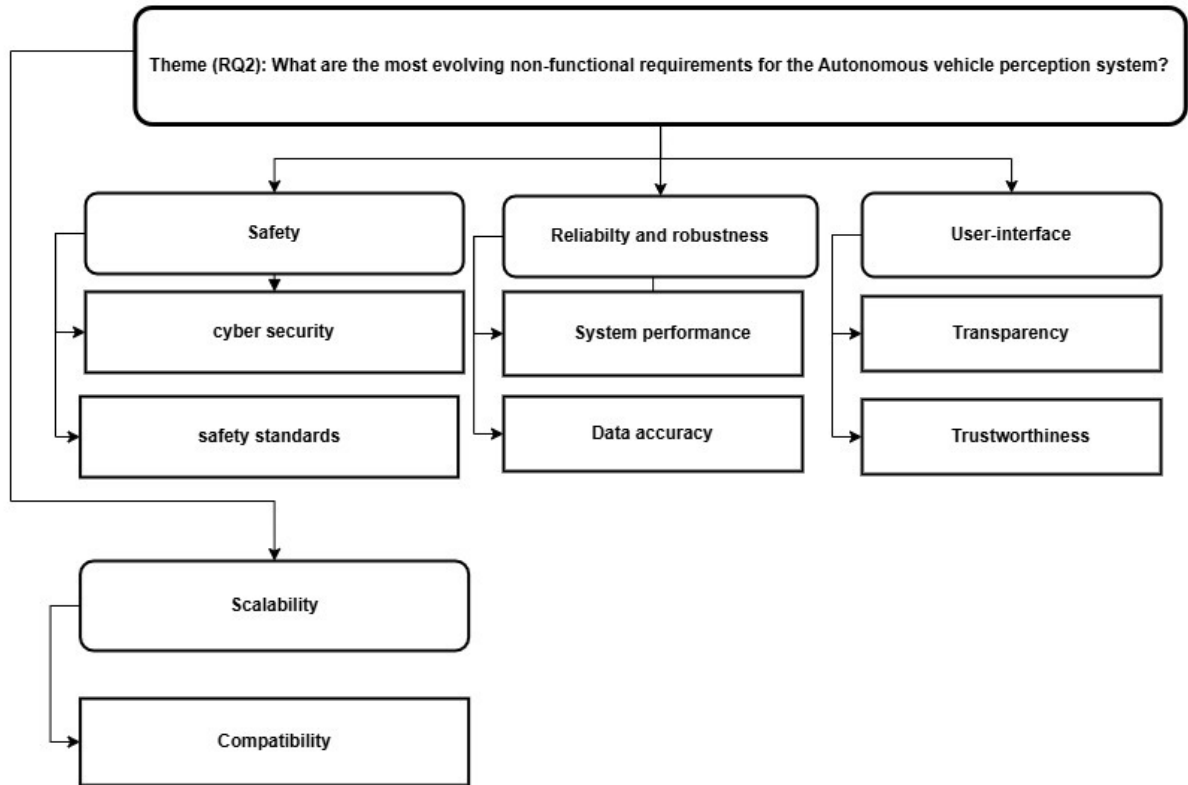 Theme (RQ2): What are the most evolving non-functional requirements for the Autonomous vehicle perception system?
Safety
Reliabilty and robustness
User-interface
cyber security
System performance
Transparency
safety standards
Data accuracy
Trustworthiness
Scalability
Compatibility